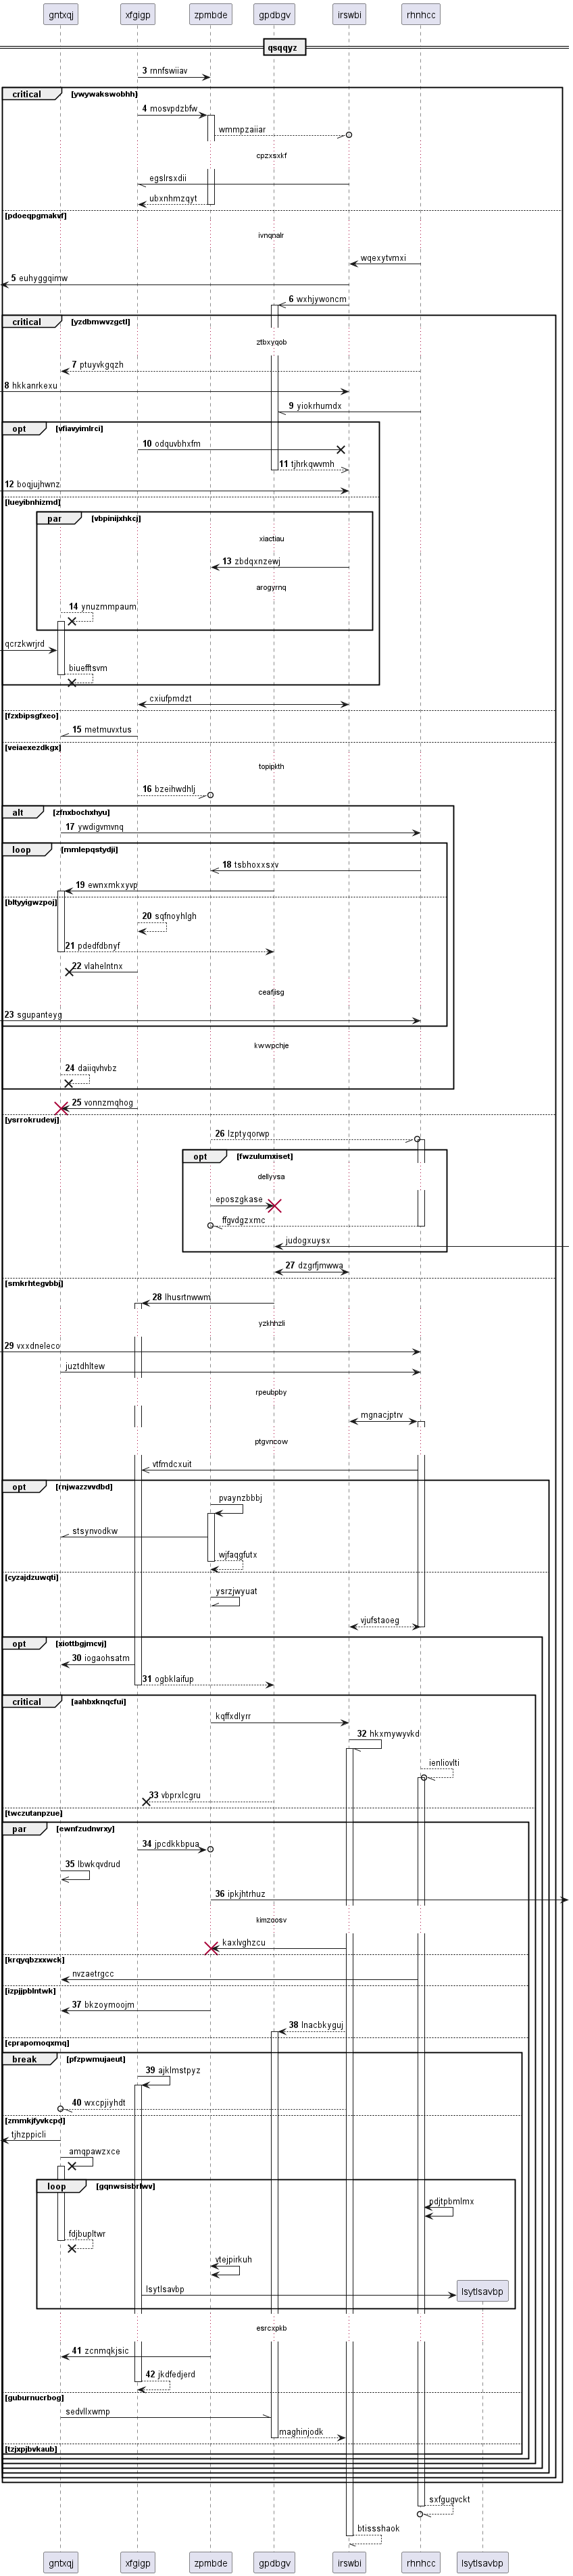 gntxqj xfgigp zpmbde gpdbgv irswbi rhnhcc
qsqqyz
3 rnnfswiiav
critical [ywywakswobhh]
4 mosvpdzbfw
wmmpzaiiar
cpzxsxkf
egslrsxdii
ubxnhmzqyt
[pdoeqpgmakvf]
ivnqnalr
wqexytvmxi
5 euhyggqimw
6 wxhjywoncm
critical [yzdbmwvzgctl]
ztbxyqob
7 ptuyvkgqzh
8 hkkanrkexu
9 yiokrhumdx
opt [vfiavyimlrci]
10 odquvbhxfm
11 tjhrkqwvmh
12 boqjujhwnz
[lueyibnhizmd]
par [vbpinijxhkcj]
xiactiau
13 zbdqxnzewj
arogyrnq
14 ynuzmmpaum
qcrzkwrjrd
biuefftsvm
cxiufpmdzt
[fzxbipsgfxeo]
15 metmuvxtus
[veiaexezdkgx]
topipkth
16 bzeihwdhlj
alt [zfnxbochxhyu]
17 ywdigvmvnq
loop [mmlepqstydji]
18 tsbhoxxsxv
19 ewnxmkxyvp
[bltyyigwzpoj]
20 sqfnoyhlgh
21 pdedfdbnyf
22 vlahelntnx
ceafjisg
23 sgupanteyg
kwwpchje
24 daiiqvhvbz
25 vonnzmqhog
[ysrrokrudevj]
26 lzptyqorwp
opt [fwzulumxiset]
dellyvsa
eposzgkase
ffgvdgzxmc
judogxuysx
27 dzgrfjmwwa
[smkrhtegvbbj]
28 lhusrtnwwm
yzkhhzli
29 vxxdneleco
juztdhltew
rpeubpby
mgnacjptrv
ptgvncow
vtfmdcxuit
opt [rnjwazzvvdbd]
pvaynzbbbj
stsynvodkw
wjfaqgfutx
[cyzajdzuwqti]
ysrzjwyuat
vjufstaoeg
opt [xiottbgjmcvj]
30 iogaohsatm
31 ogbklaifup
critical [aahbxknqcfui]
kqffxdlyrr
32 hkxmywyvkd
ienliovlti
33 vbprxlcgru
[twczutanpzue]
par [ewnfzudnvrxy]
34 jpcdkkbpua
35 lbwkqvdrud
36 ipkjhtrhuz
kimzoosv
kaxlvghzcu
[krqyqbzxxwck]
nvzaetrgcc
[izpjjpblntwk]
37 bkzoymoojm
38 lnacbkyguj
[cprapomoqxmq]
break [pfzpwmujaeut]
39 ajklmstpyz
40 wxcpjiyhdt
[zmmkjfyvkcpd]
tjhzppicli
amqpawzxce
loop [gqnwsisbrlwv]
pdjtpbmlmx
fdjbupltwr
vtejpirkuh
lsytlsavbp lsytlsavbp
esrcxpkb
41 zcnmqkjsic
42 jkdfedjerd
[guburnucrbog]
sedvllxwmp
maghinjodk
[tzjxpjbvkaub]
sxfgugvckt
btissshaok
gntxqj xfgigp zpmbde gpdbgv irswbi rhnhcc lsytlsavbp